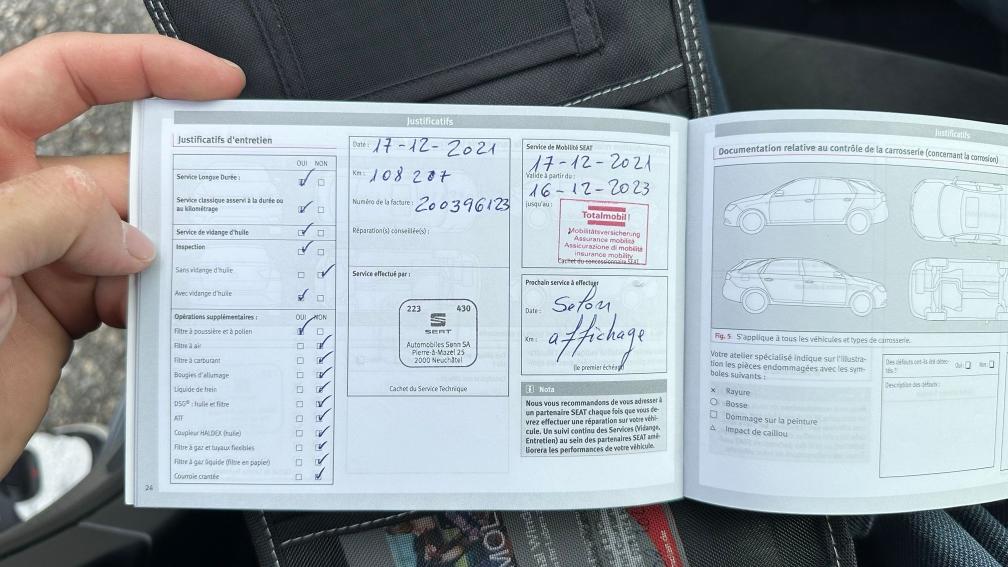 Justificatifs
Justificatifs d'entretien
OUI NON
Service Longue Durée :
Service classique asservi à la durée ou
au kilométrage
Service de vidange d'huile
Inspection
Sans vidange d'huile
Avec vidange d'huile
Opérations supplémentaires :
OUI NON
Filtre à poussière et à pollen
Filtre à air
Filtre à carburant
Bougies d'allumage
Liquide de frein
DSG® : huile et filtre
ATF
Coupleur HALDEX (huile)
Filtre à gaz et tuyaux flexibles
Filtre à gaz liquide (filtre en papier)
Courroie crantée
24
Date : 17-12-2021
Km : 108 207
Numéro de la facture : 200396123
Réparation(s) conseillée(s) :
Service effectué par :
223 430
SEAT
Automobiles Senn SA
Pierre-à-Mazel 25
2000 Neuchâtel
Cachet du Service Technique
Service de Mobilité SEAT
17-12-2021
Valide à partir du :
16-12-2023
jusqu'au :
Totalmobil!
Mobilitätsversicherung
Assurance mobilité
Assicurazione di mobilità
insurance mobility
Cachet du concessionnaire SEAT
Prochain service à effectuer
Date : Selon
Km : affichage
(le premier échéant)
i Nota
Nous vous recommandons de vous adresser à
un partenaire SEAT chaque fois que vous de-
vrez effectuer une réparation sur votre véhi-
cule. Un suivi continu des Services (Vidange,
Entretien) au sein des partenaires SEAT amé-
liorera les performances de votre véhicule.
Justificatifs
Documentation relative au contrôle de la carrosserie (concernant la corrosion)
Fig. 5 S'applique à tous les véhicules et types de carrosserie.
Votre atelier spécialisé indique sur l'illustra-
tion les pièces endommagées avec les sym-
boles suivants :
× Rayure
○ Bosse
□ Dommage sur la peinture
△ Impact de caillou
Des défauts ont-ils été détec-
tés ?
Oui : Non :
Description des défauts :